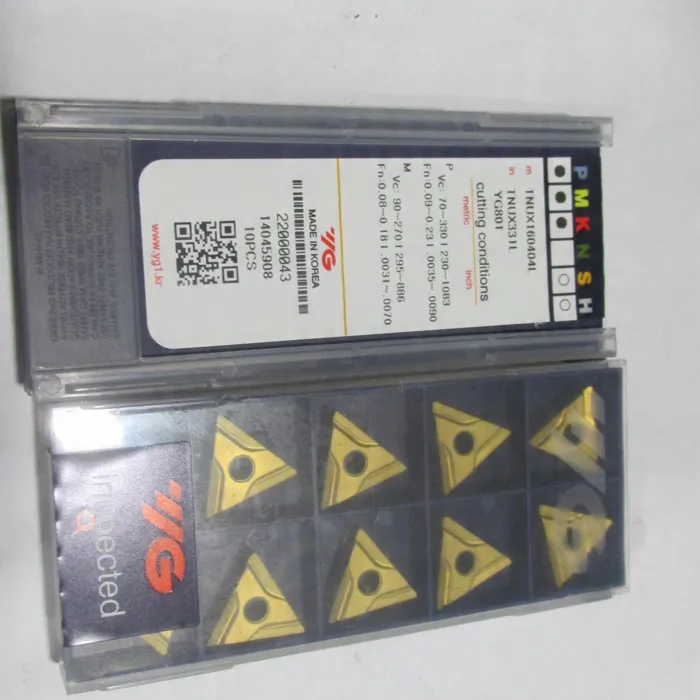 P M K N S H
m TNUX160404L
in TNUX331L
YG801
cutting conditions
metric inch
P
Vc: 70~330 | 230~1083
Fn: 0.09~0.23 | .0035~.0090
M
Vc: 90~270 | 295~886
Fn: 0.08~0.18 | .0031~.0070
YG
MADE IN KOREA
22000043
14045908
10PCS
www.yg1.kr
YG
YG